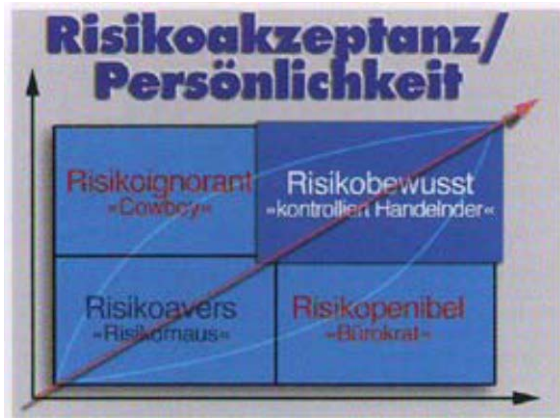 Risikoakzeptanz/
Persönlichkeit
Risikoignorant
»Cowboy«
Risikobewusst
»kontrolliert Handelnder«
Risikoavers
»Risikomaus«
Risikopenibel
»Bürokrat«